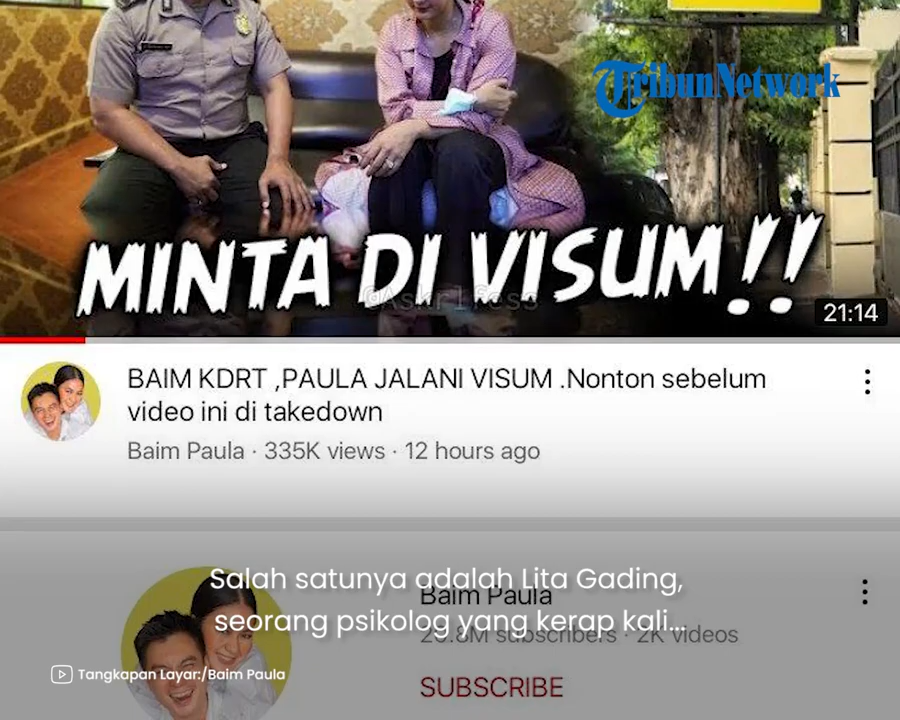 TribunNetwork
MINTA DI VISUM!!
@Askrlfess
21:14
BAIM KDRT ,PAULA JALANI VISUM .Nonton sebelum
video ini di takedown
Baim Paula · 335K views · 12 hours ago
Salah satunya adalah Lita Gading,
Baim Paula
seorang psikolog yang kerap kali...
20.8M subscribers · 2K videos
Tangkapan Layar:/Baim Paula
SUBSCRIBE